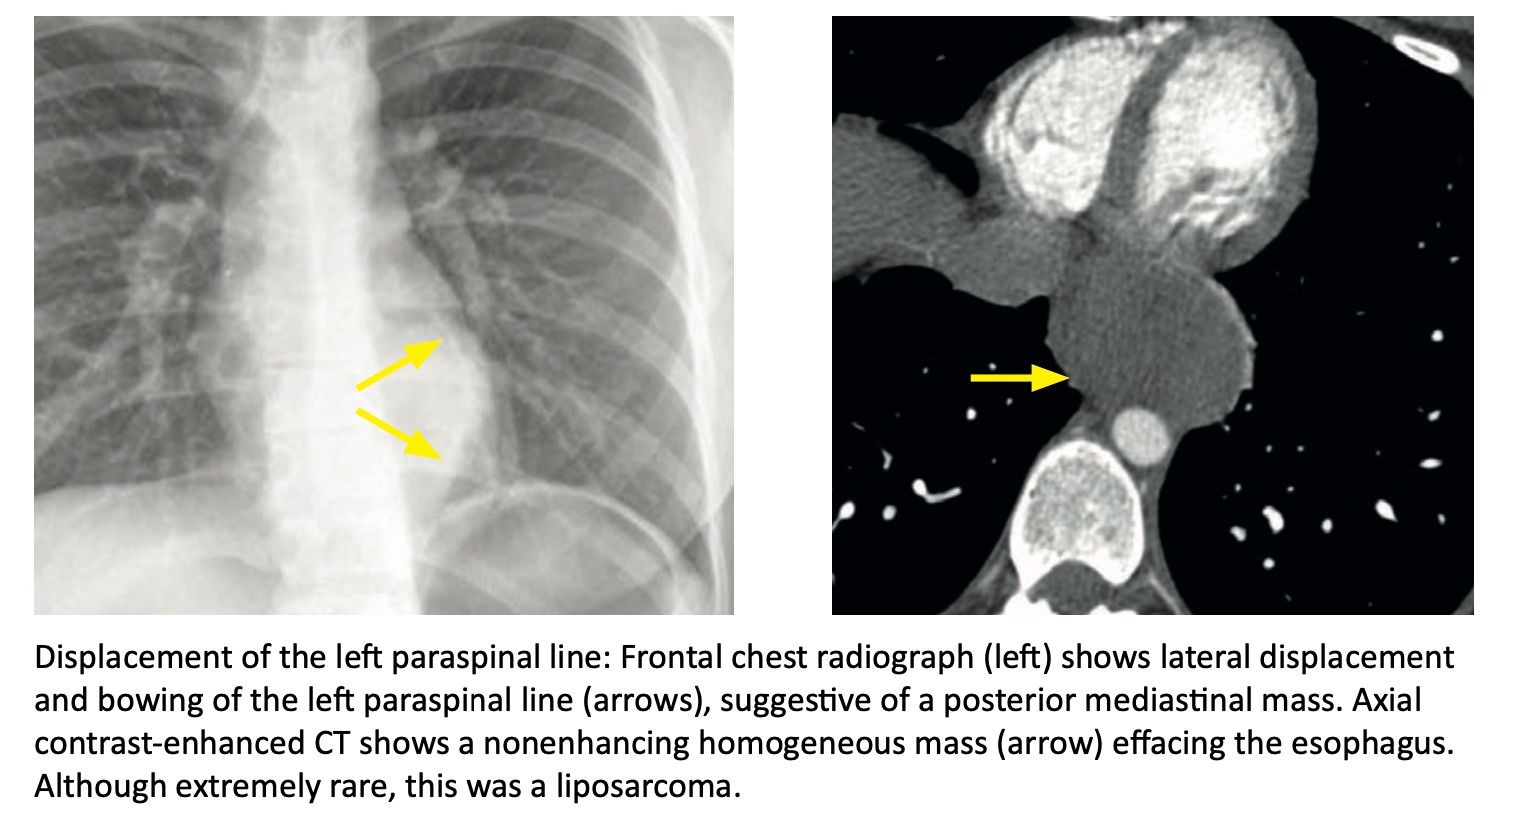 Displacement of the left paraspinal line: Frontal chest radiograph (left) shows lateral displacement
and bowing of the left paraspinal line (arrows), suggestive of a posterior mediastinal mass. Axial
contrast-enhanced CT shows a nonenhancing homogeneous mass (arrow) effacing the esophagus.
Although extremely rare, this was a liposarcoma.